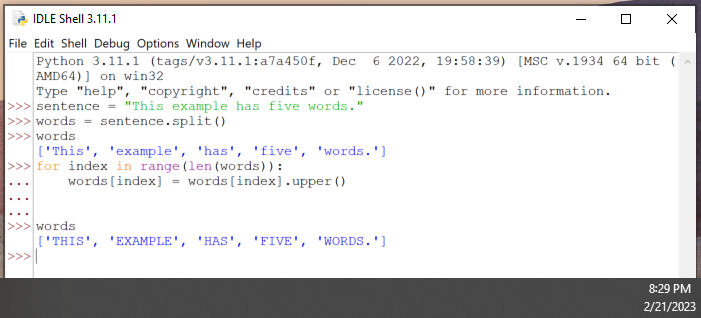 IDLE Shell 3.11.1
File Edit Shell Debug Options Window Help
Python 3.11.1 (tags/v3.11.1:a7a450f, Dec  6 2022, 19:58:39) [MSC v.1934 64 bit (
AMD64)] on win32
Type "help", "copyright", "credits" or "license()" for more information.
>>> sentence = "This example has five words."
>>> words = sentence.split()
>>> words
['This', 'example', 'has', 'five', 'words.']
>>> for index in range(len(words)):
...     words[index] = words[index].upper()
...
...
>>> words
['THIS', 'EXAMPLE', 'HAS', 'FIVE', 'WORDS.']
>>>
8:29 PM
2/21/2023